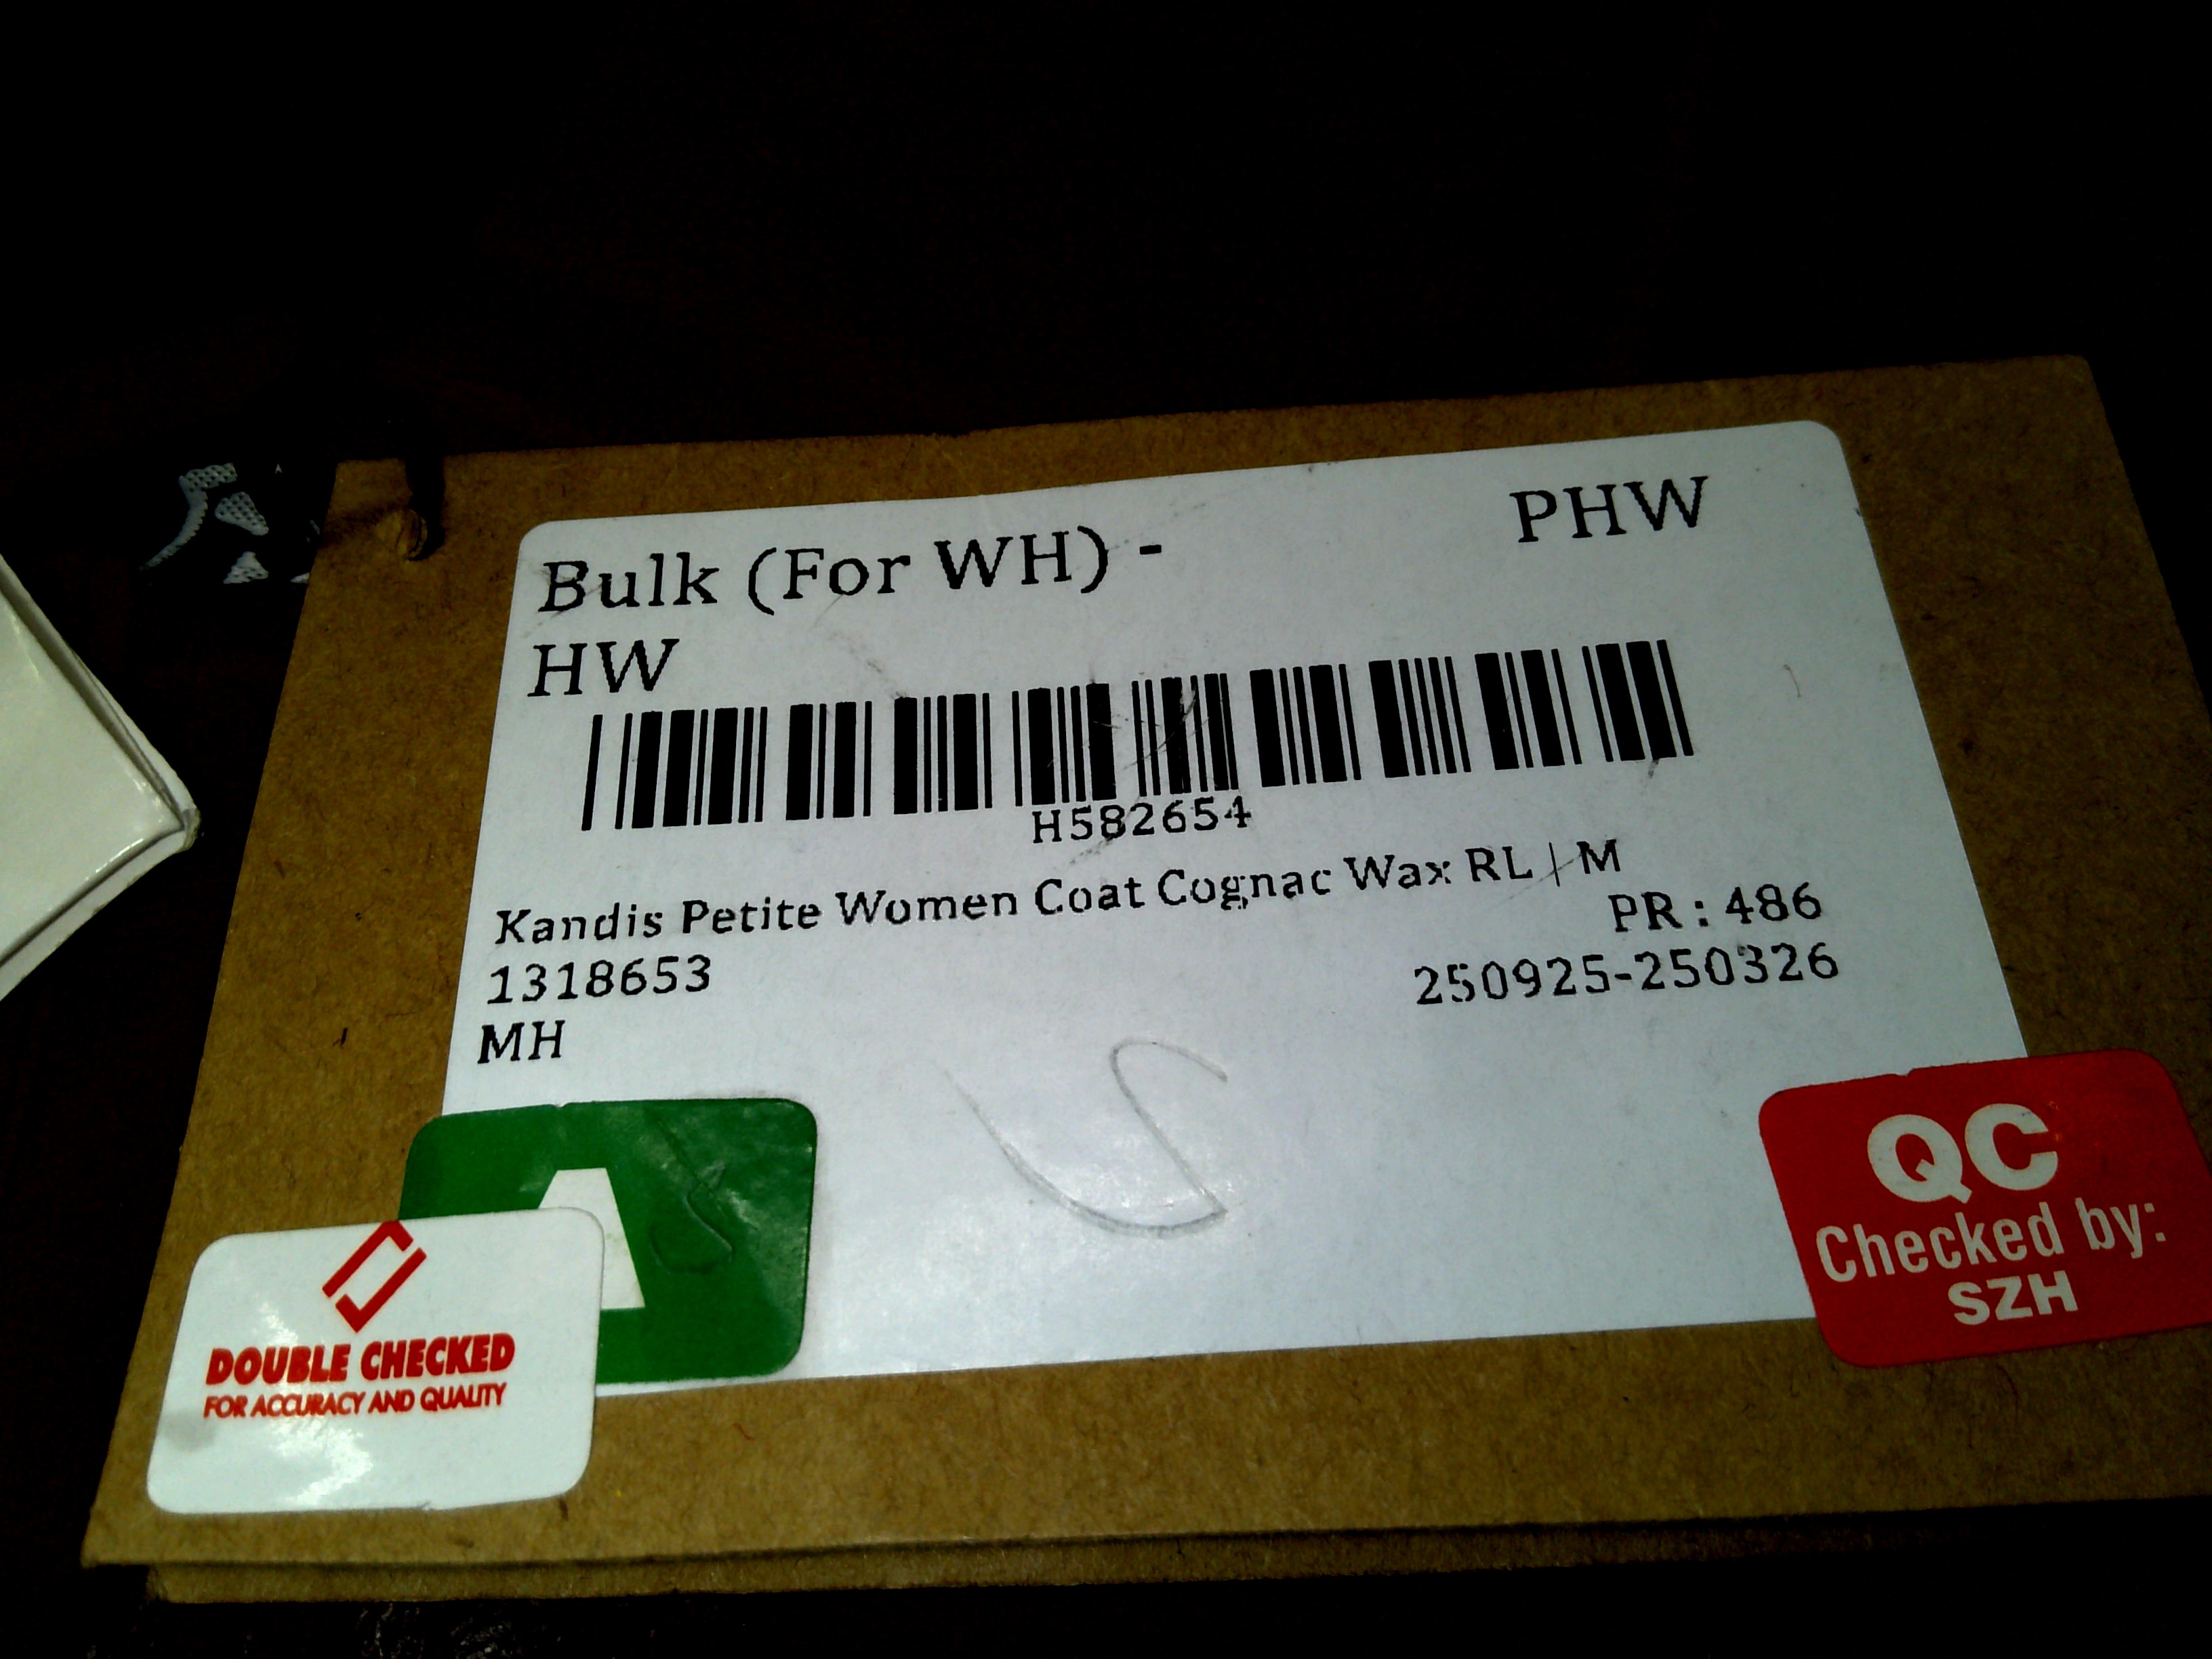 Bulk (For WH) - PHW
HW
H582654
Kandis Petite Women Coat Cognac Wax RL | M
PR : 486
1318653 250925-250326
MH
A
DOUBLE CHECKED
FOR ACCURACY AND QUALITY
QC
Checked by:
SZH